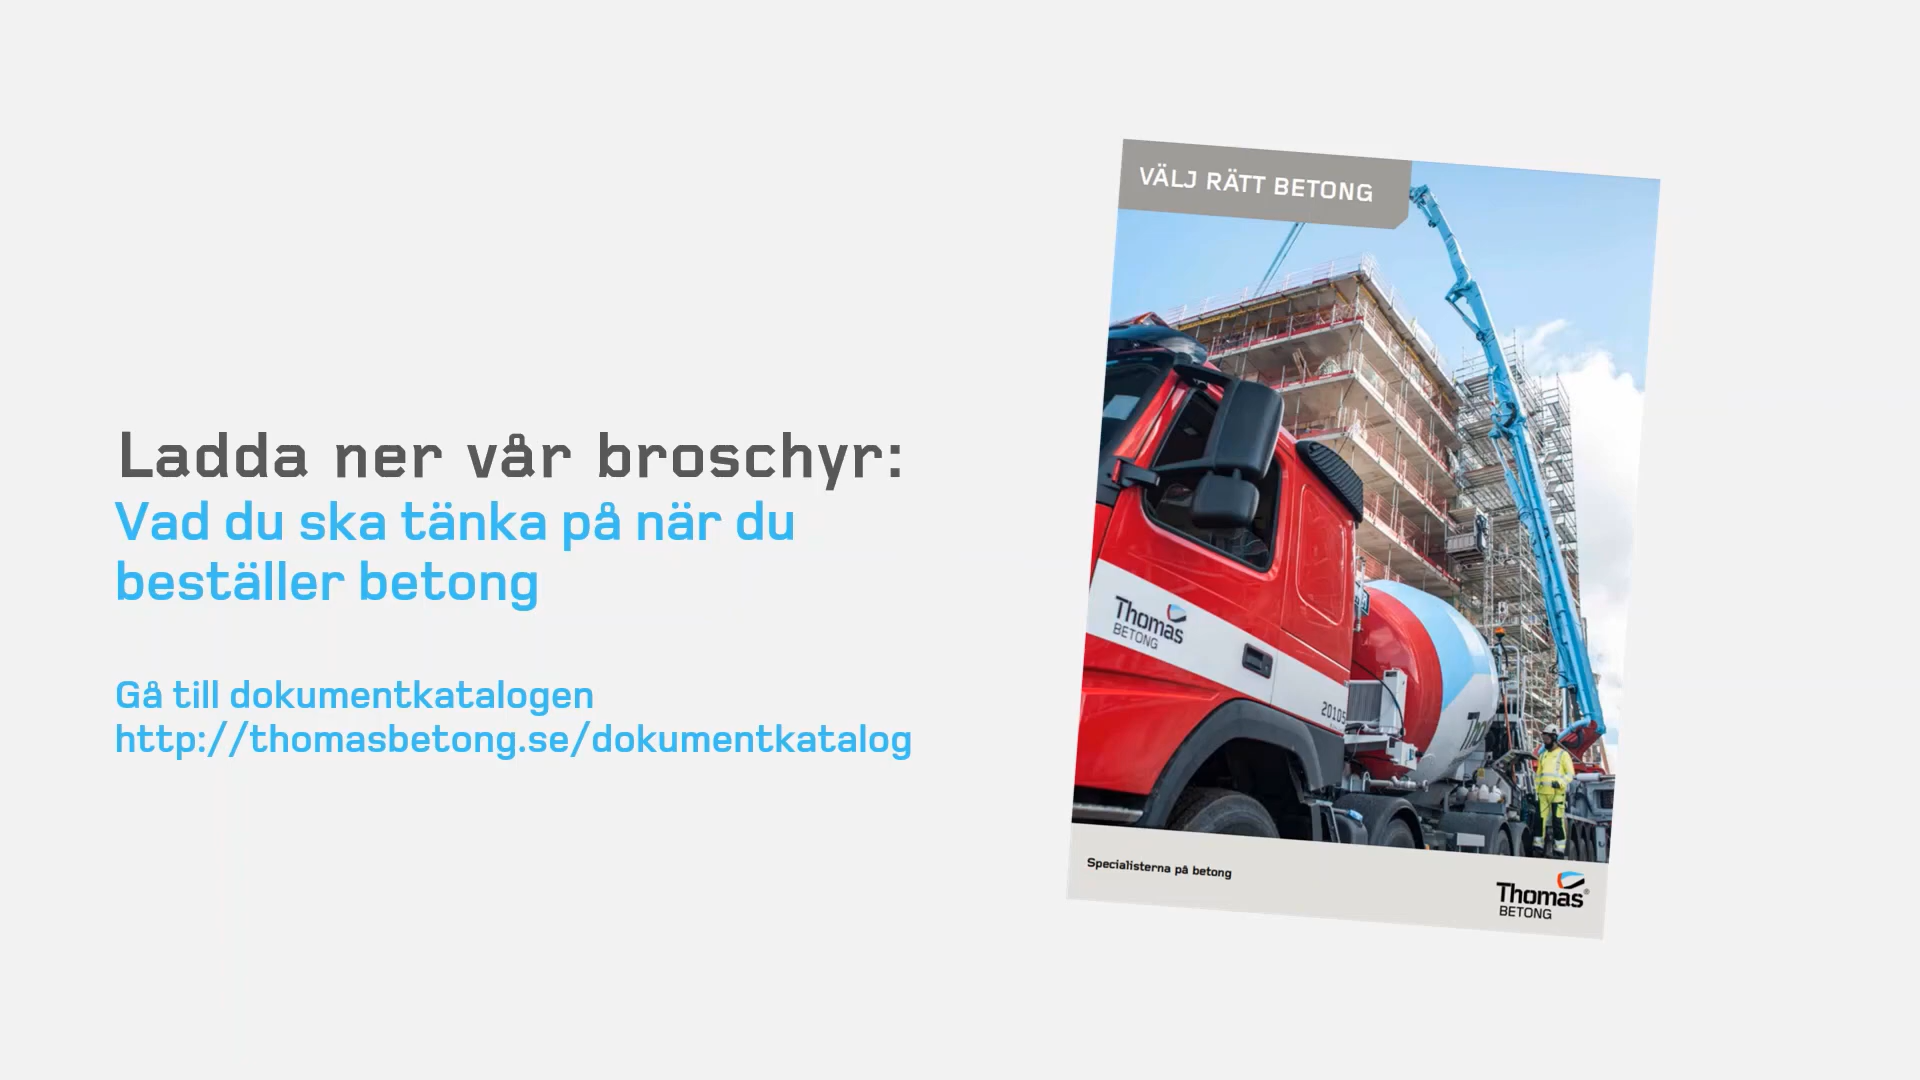 Ladda ner vår broschyr:
Vad du ska tänka på när du
beställer betong
Gå till dokumentkatalogen
http://thomasbetong.se/dokumentkatalog
VÄLJ RÄTT BETONG
Thomas
BETONG
Specialisterna på betong
Thomas®
BETONG